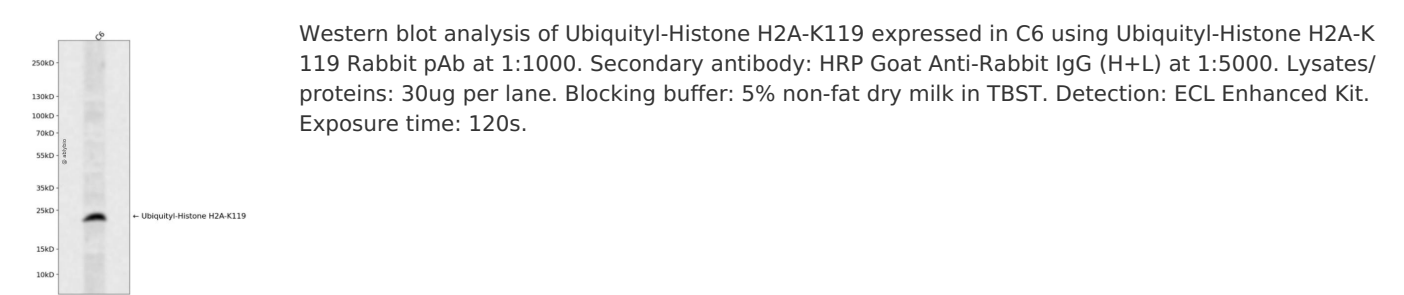 C6
250kD
130kD
100kD
70kD
55kD
35kD
25kD
15kD
10kD
@ ablybio
← Ubiquityl-Histone H2A-K119
Western blot analysis of Ubiquityl-Histone H2A-K119 expressed in C6 using Ubiquityl-Histone H2A-K
119 Rabbit pAb at 1:1000. Secondary antibody: HRP Goat Anti-Rabbit IgG (H+L) at 1:5000. Lysates/
proteins: 30ug per lane. Blocking buffer: 5% non-fat dry milk in TBST. Detection: ECL Enhanced Kit.
Exposure time: 120s.